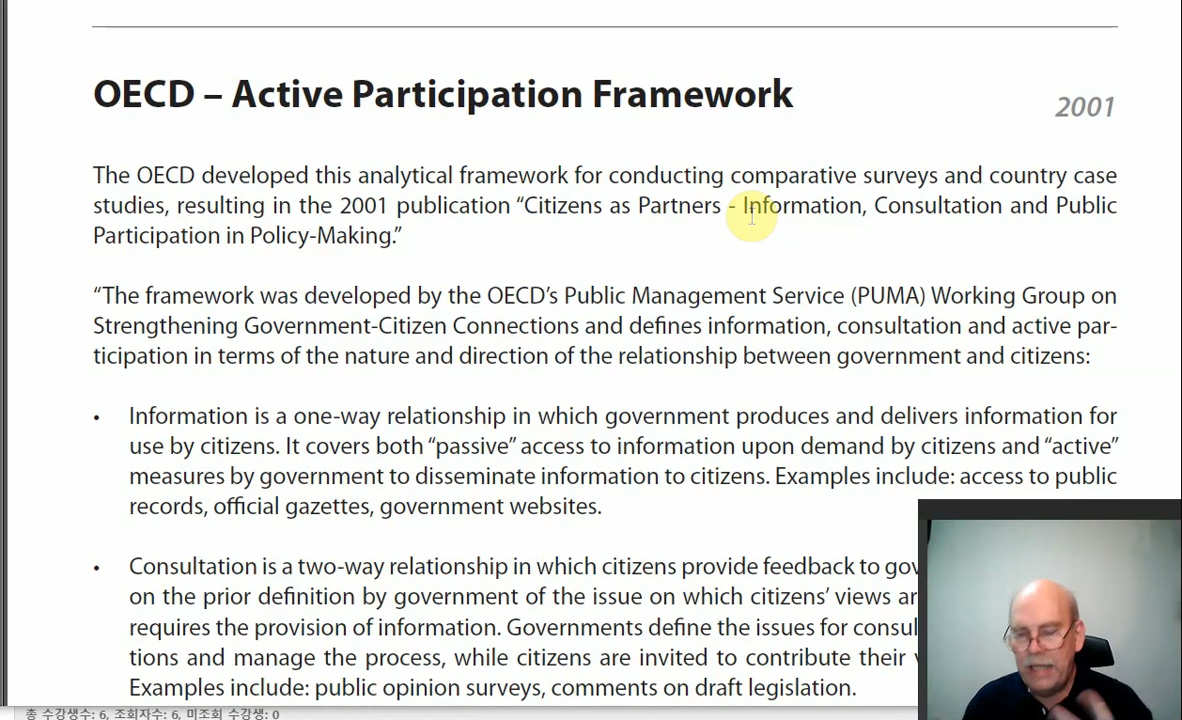 OECD – Active Participation Framework
2001
The OECD developed this analytical framework for conducting comparative surveys and country case
studies, resulting in the 2001 publication “Citizens as Partners - Information, Consultation and Public
Participation in Policy-Making.”
“The framework was developed by the OECD’s Public Management Service (PUMA) Working Group on
Strengthening Government-Citizen Connections and defines information, consultation and active par-
ticipation in terms of the nature and direction of the relationship between government and citizens:
• Information is a one-way relationship in which government produces and delivers information for
use by citizens. It covers both “passive” access to information upon demand by citizens and “active”
measures by government to disseminate information to citizens. Examples include: access to public
records, official gazettes, government websites.
• Consultation is a two-way relationship in which citizens provide feedback to
on the prior definition by government of the issue on which citizens’ views
requires the provision of information. Governments define the issues for
tions and manage the process, while citizens are invited to contribute their
Examples include: public opinion surveys, comments on draft legislation.
총 수강생수: 6, 조회자수: 6, 미조회 수강생: 0